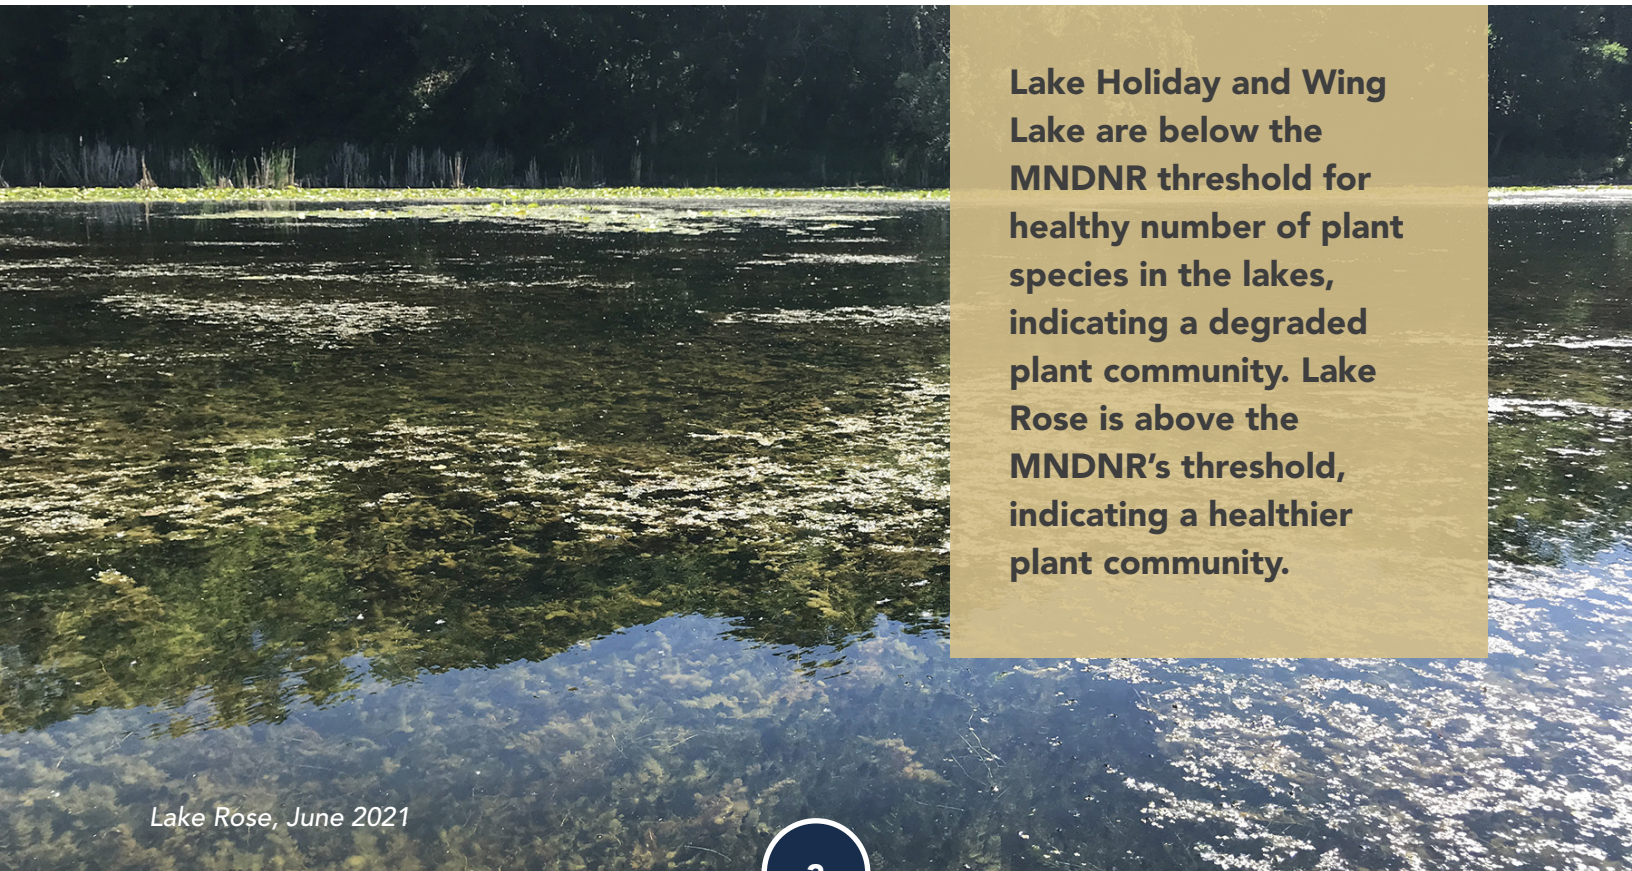 Lake Holiday and Wing
Lake are below the
MNDNR threshold for
healthy number of plant
species in the lakes,
indicating a degraded
plant community. Lake
Rose is above the
MNDNR’s threshold,
indicating a healthier
plant community.
Lake Rose, June 2021